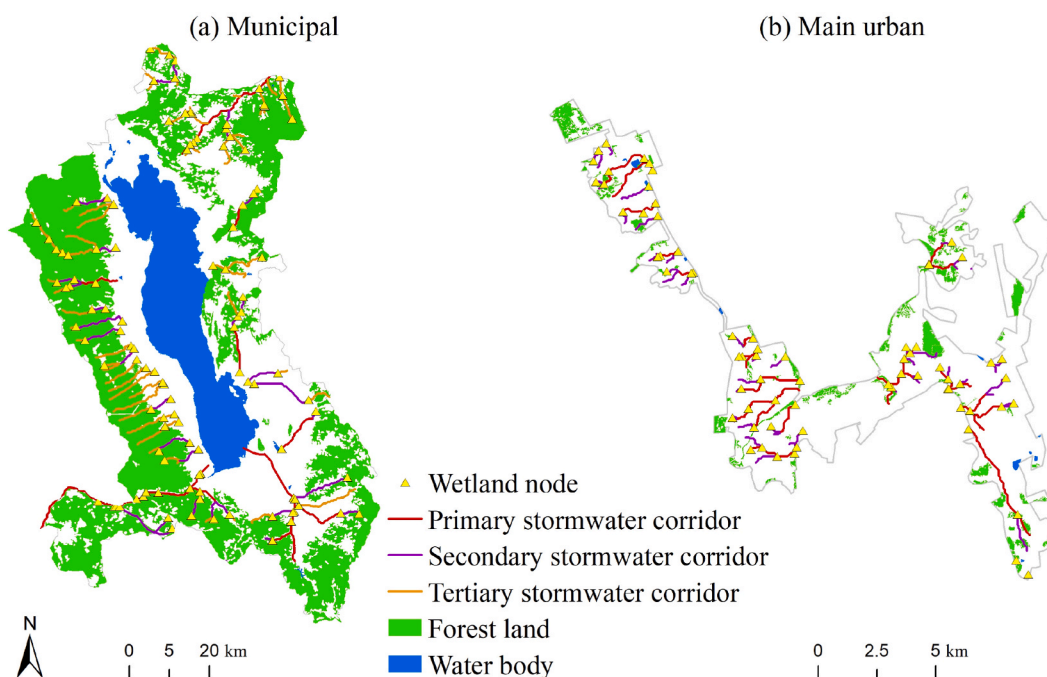 (a) Municipal
(b) Main urban
Wetland node
Primary stormwater corridor
Secondary stormwater corridor
Tertiary stormwater corridor
Forest land
Water body
N
0 5 20 km
0 2.5 5 km